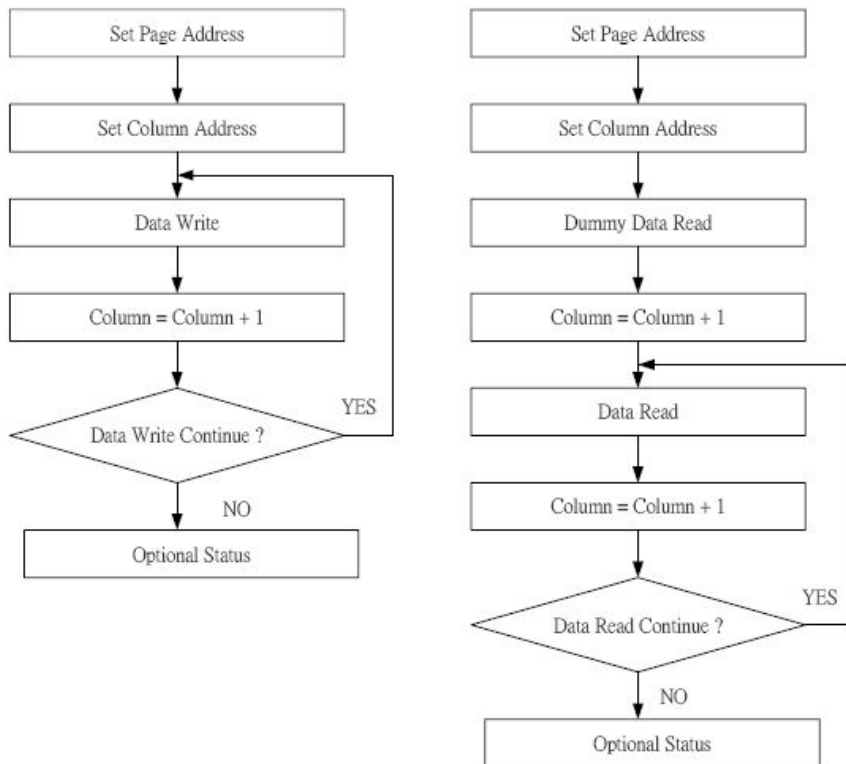 Set Page Address
Set Column Address
Data Write
Column = Column + 1
Data Write Continue ?
YES
NO
Optional Status
Set Page Address
Set Column Address
Dummy Data Read
Column = Column + 1
Data Read
Column = Column + 1
Data Read Continue ?
YES
NO
Optional Status